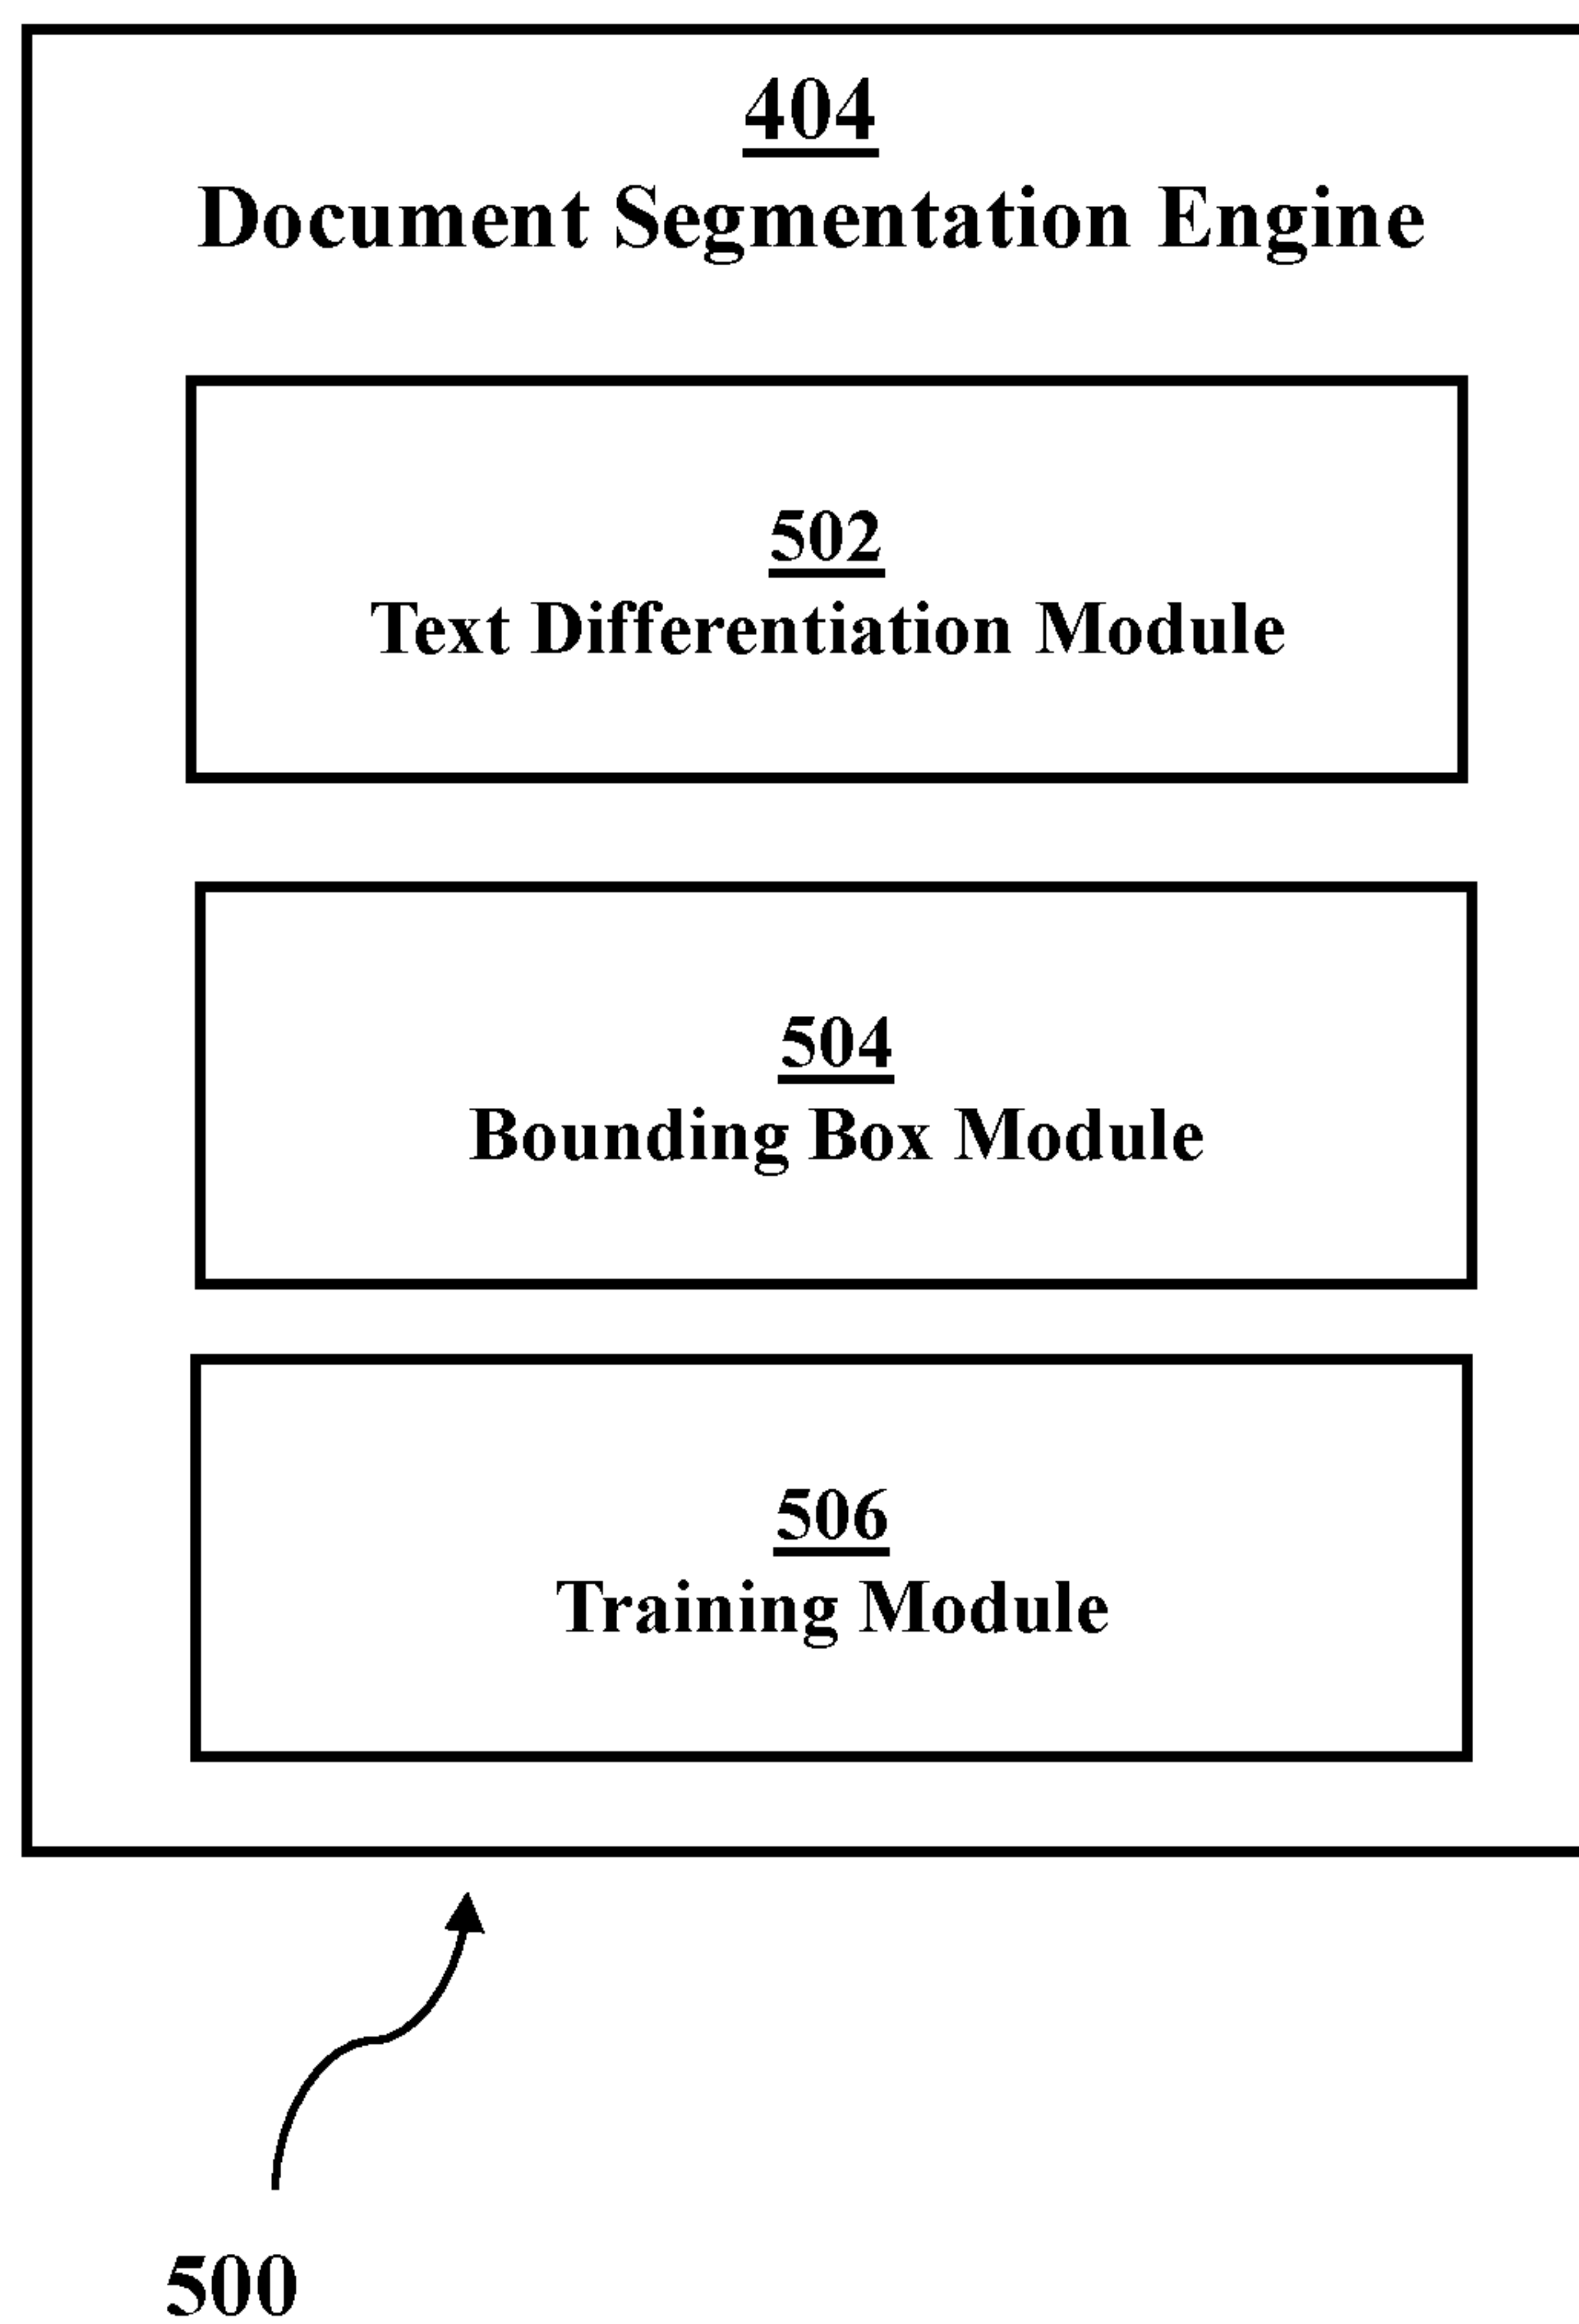 404
Document Segmentation Engine
502
Text Differentiation Module
504
Bounding Box Module
506
Training Module
500